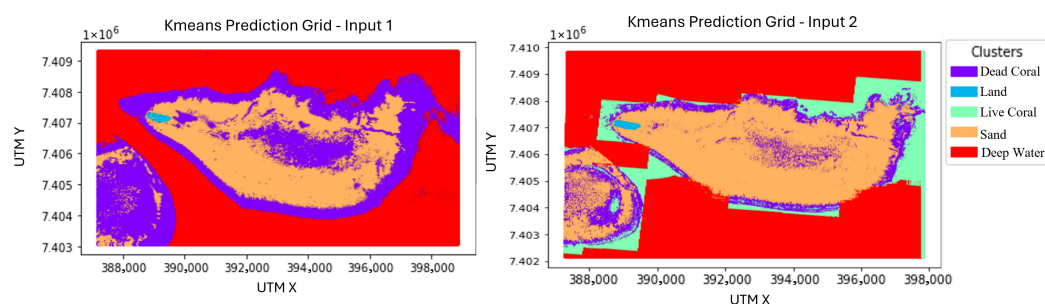 Kmeans Prediction Grid - Input 1
1×10⁶
7.409
7.408
7.407
7.406
7.405
7.404
7.403
UTM Y
388,000
390,000
392,000
394,000
396,000
398,000
UTM X
Kmeans Prediction Grid - Input 2
1×10⁶
7.410
7.409
7.408
7.407
7.406
7.405
7.404
7.403
7.402
UTM Y
388,000
390,000
392,000
394,000
396,000
398,000
UTM X
Clusters
Dead Coral
Land
Live Coral
Sand
Deep Water